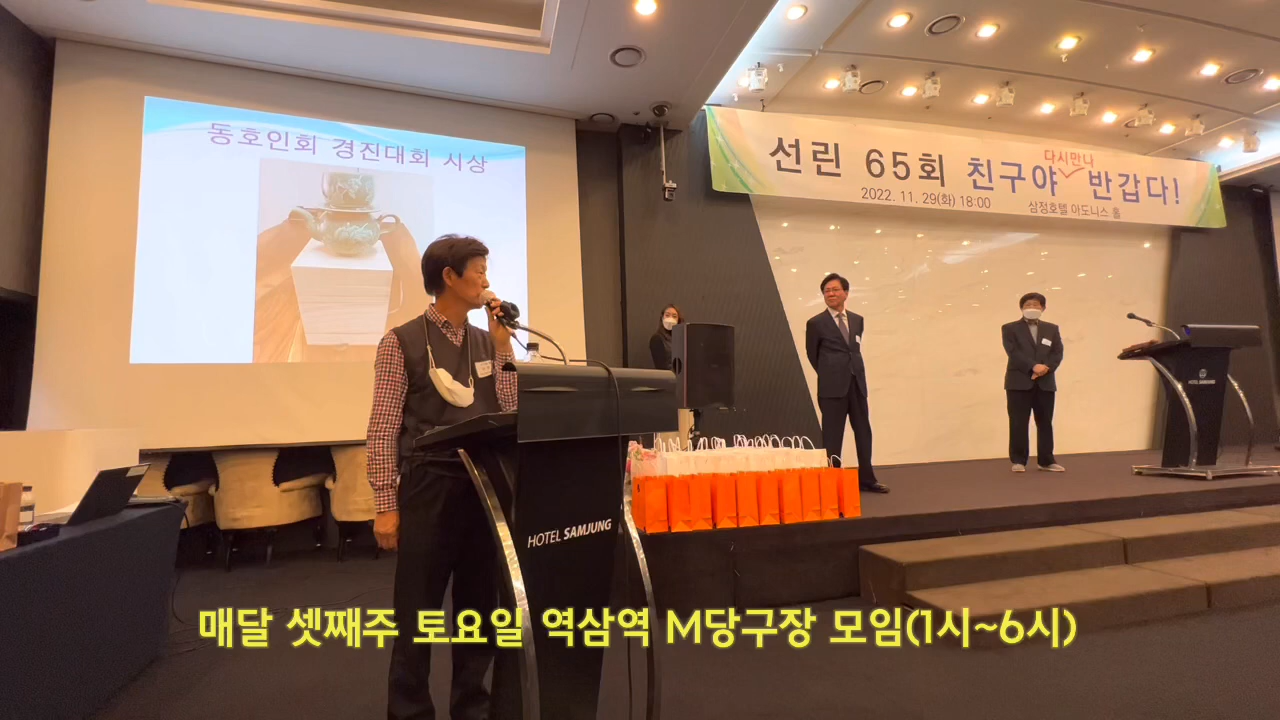 동호인회 경진대회 시상
선린 65회 친구야 다시만나 반갑다!
2022. 11. 29(화) 18:00 삼정호텔 아도니스 홀
HOTEL SAMJUNG
HOTEL SAMJUNG
매달 셋째주 토요일 역삼역 M당구장 모임(1시~6시)